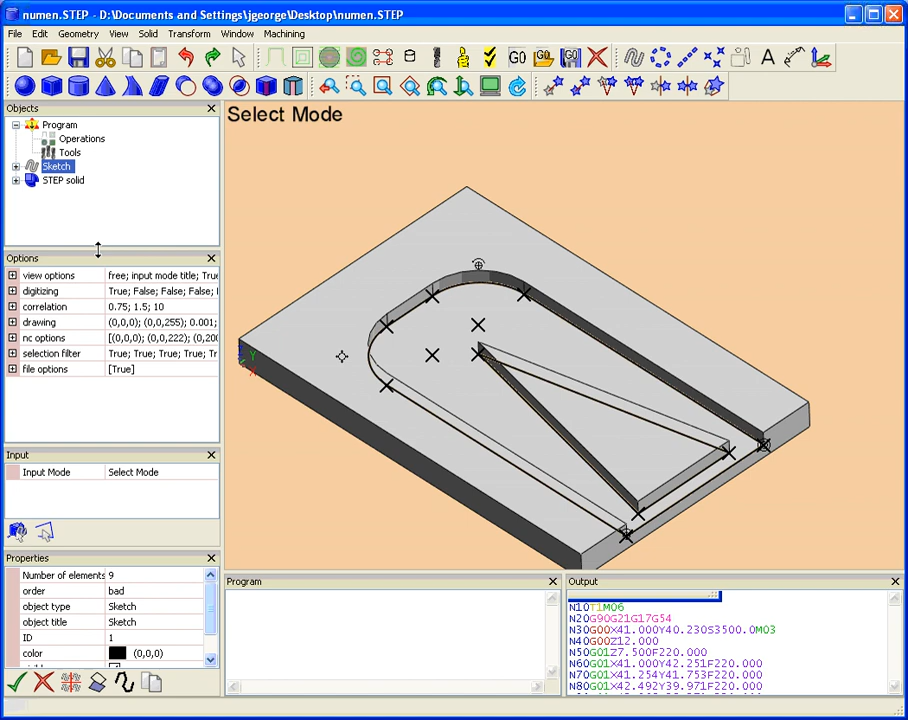 numen.STEP - D:\Documents and Settings\jgeorge\Desktop\numen.STEP
File Edit Geometry View Solid Transform Window Machining
G0 G0 G0 A
Objects
Program
Operations
Tools
Sketch
STEP solid
Options
view options free; input mode title; True
digitizing True; False; False; F
correlation 0.75; 1.5; 10
drawing (0,0,0); (0,0,255); 0.001;
nc options [(0,0,0); (0,0,222); (0,200
selection filter True; True; True; True; Tr
file options [True]
Input
Input Mode Select Mode
Properties
Number of elements 9
order bad
object type Sketch
object title Sketch
ID 1
color (0,0,0)
Select Mode
Y
X
Program
Output
N10T1M06
N20G90G21G17G54
N30G00X41.000Y40.230S3500.0M03
N40G00Z12.000
N50G01Z7.500F220.000
N60G01X41.000Y42.251F220.000
N70G01X41.254Y41.753F220.000
N80G01X42.492Y39.971F220.000